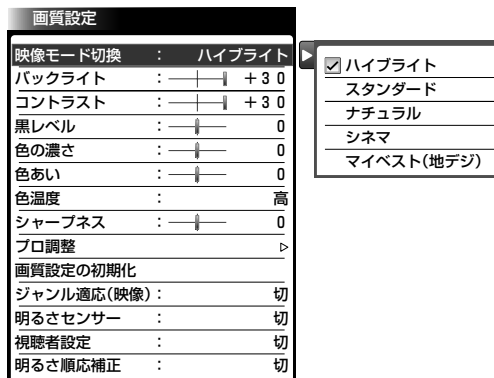 画質設定
映像モード切換 : ハイブライト
バックライト : +30
コントラスト : +30
黒レベル : 0
色の濃さ : 0
色あい : 0
色温度 : 高
シャープネス : 0
プロ調整
画質設定の初期化
ジャンル適応(映像) : 切
明るさセンサー : 切
視聴者設定 : 切
明るさ順応補正 : 切
ハイブライト
スタンダード
ナチュラル
シネマ
マイベスト(地デジ)